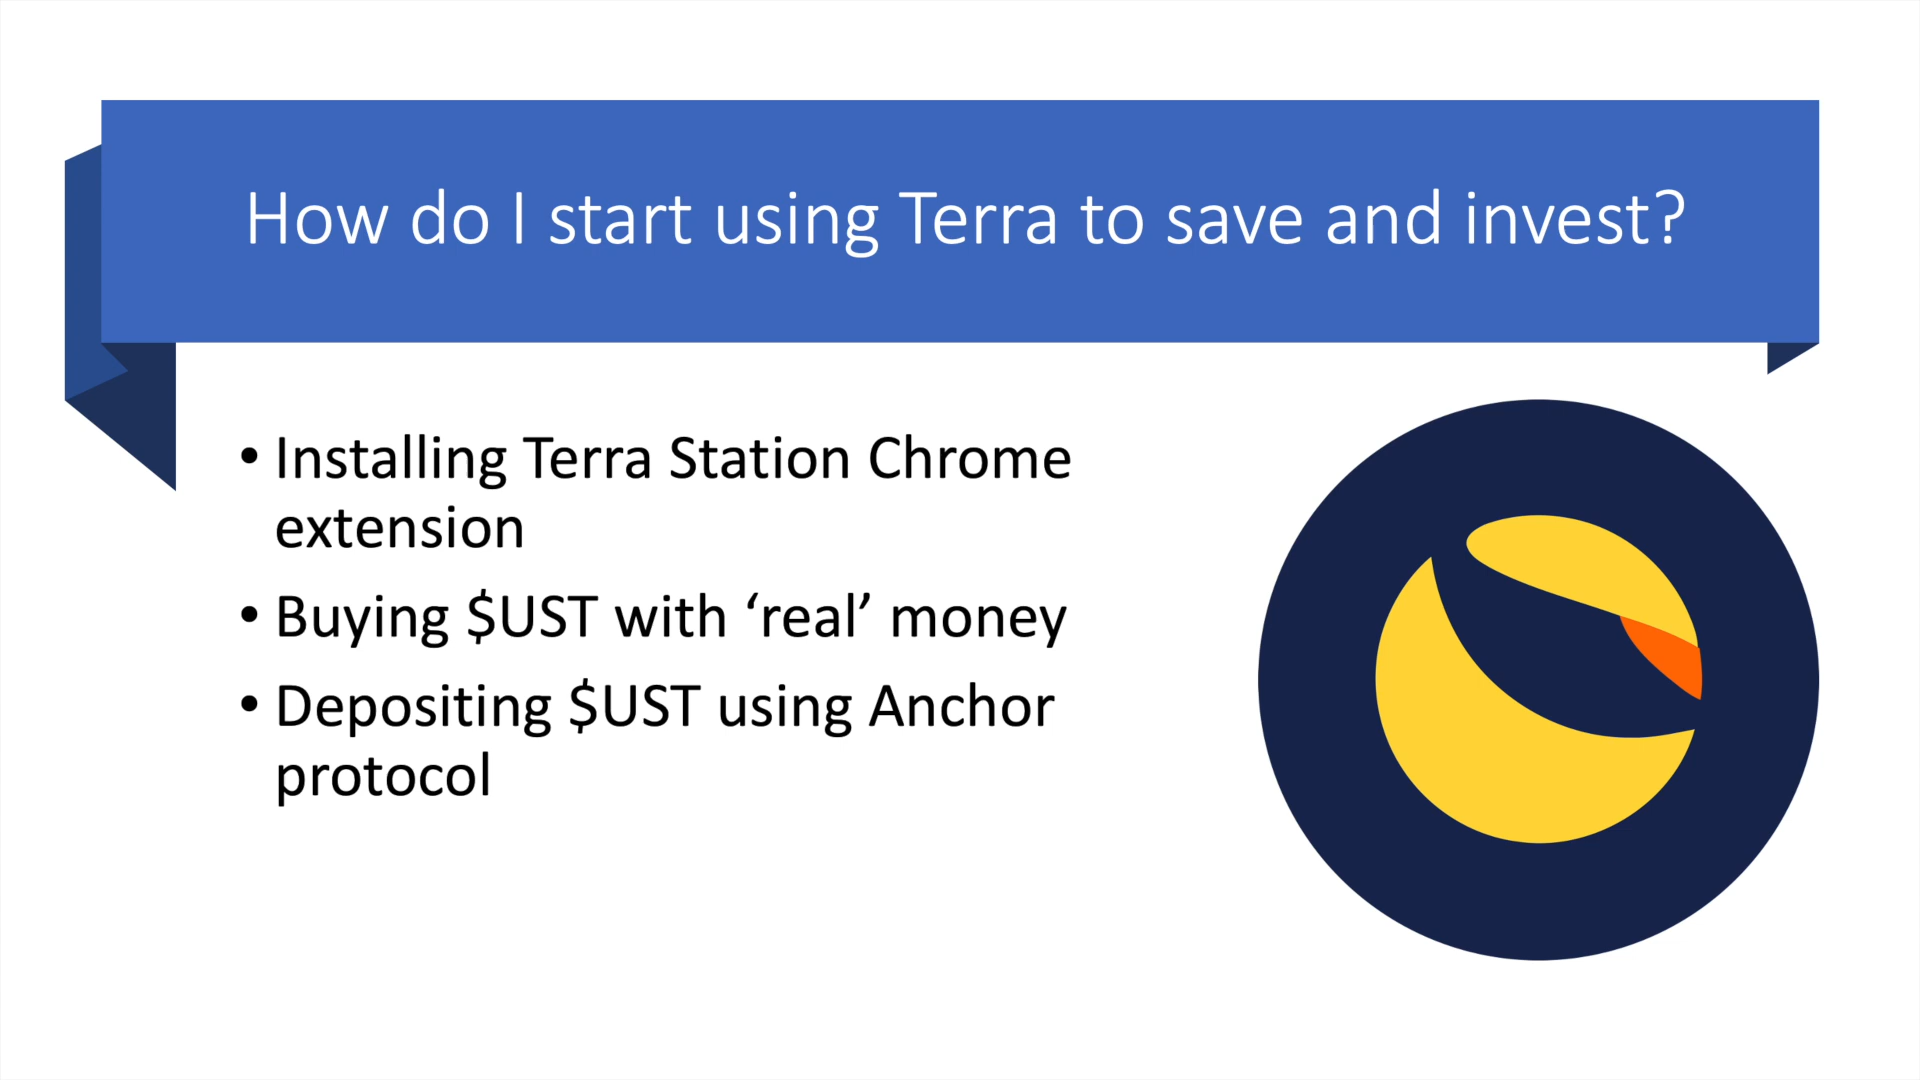 How do I start using Terra to save and invest?
• Installing Terra Station Chrome
extension
• Buying $UST with ‘real’ money
• Depositing $UST using Anchor
protocol